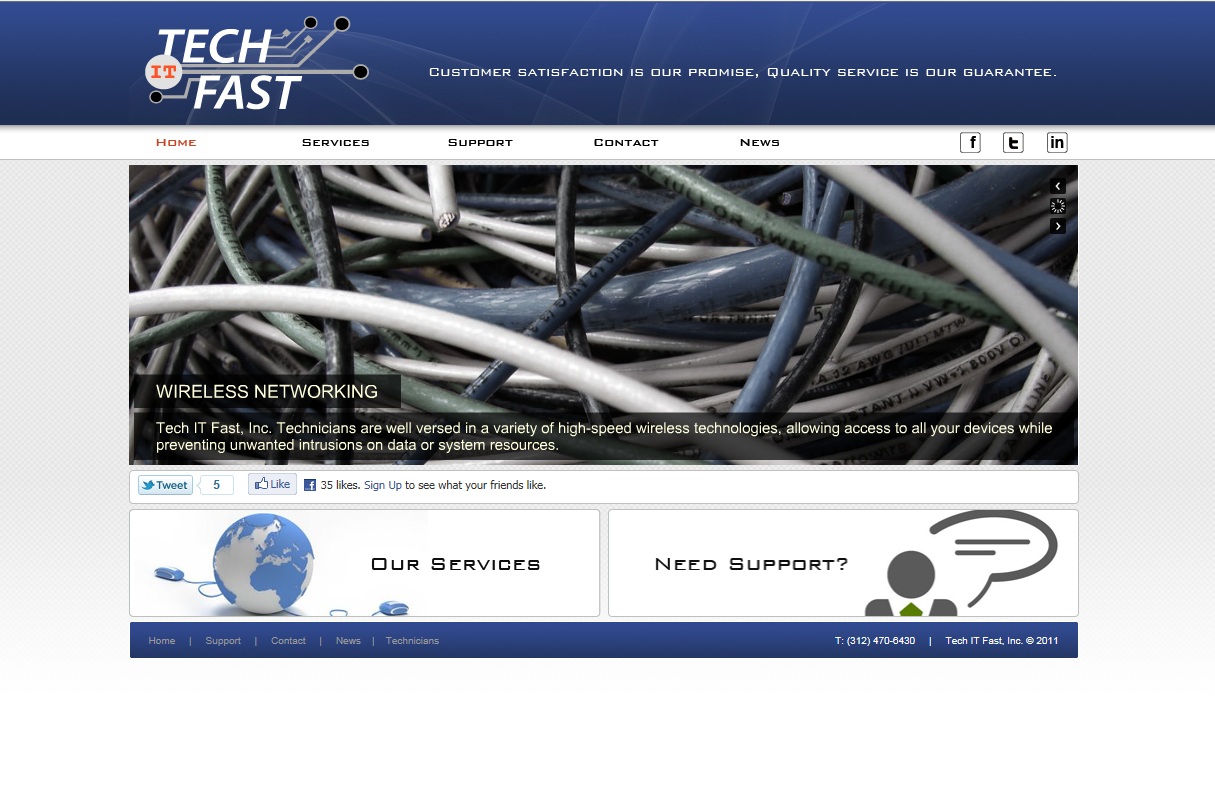 TECH
IT
FAST
Customer satisfaction is our promise, Quality service is our guarantee.
Home Services Support Contact News f t in
WIRELESS NETWORKING
Tech IT Fast, Inc. Technicians are well versed in a variety of high-speed wireless technologies, allowing access to all your devices while
preventing unwanted intrusions on data or system resources.
Tweet 5 Like f 35 likes. Sign Up to see what your friends like.
Our Services Need Support?
Home | Support | Contact | News | Technicians T: (312) 470-6430 | Tech IT Fast, Inc. © 2011